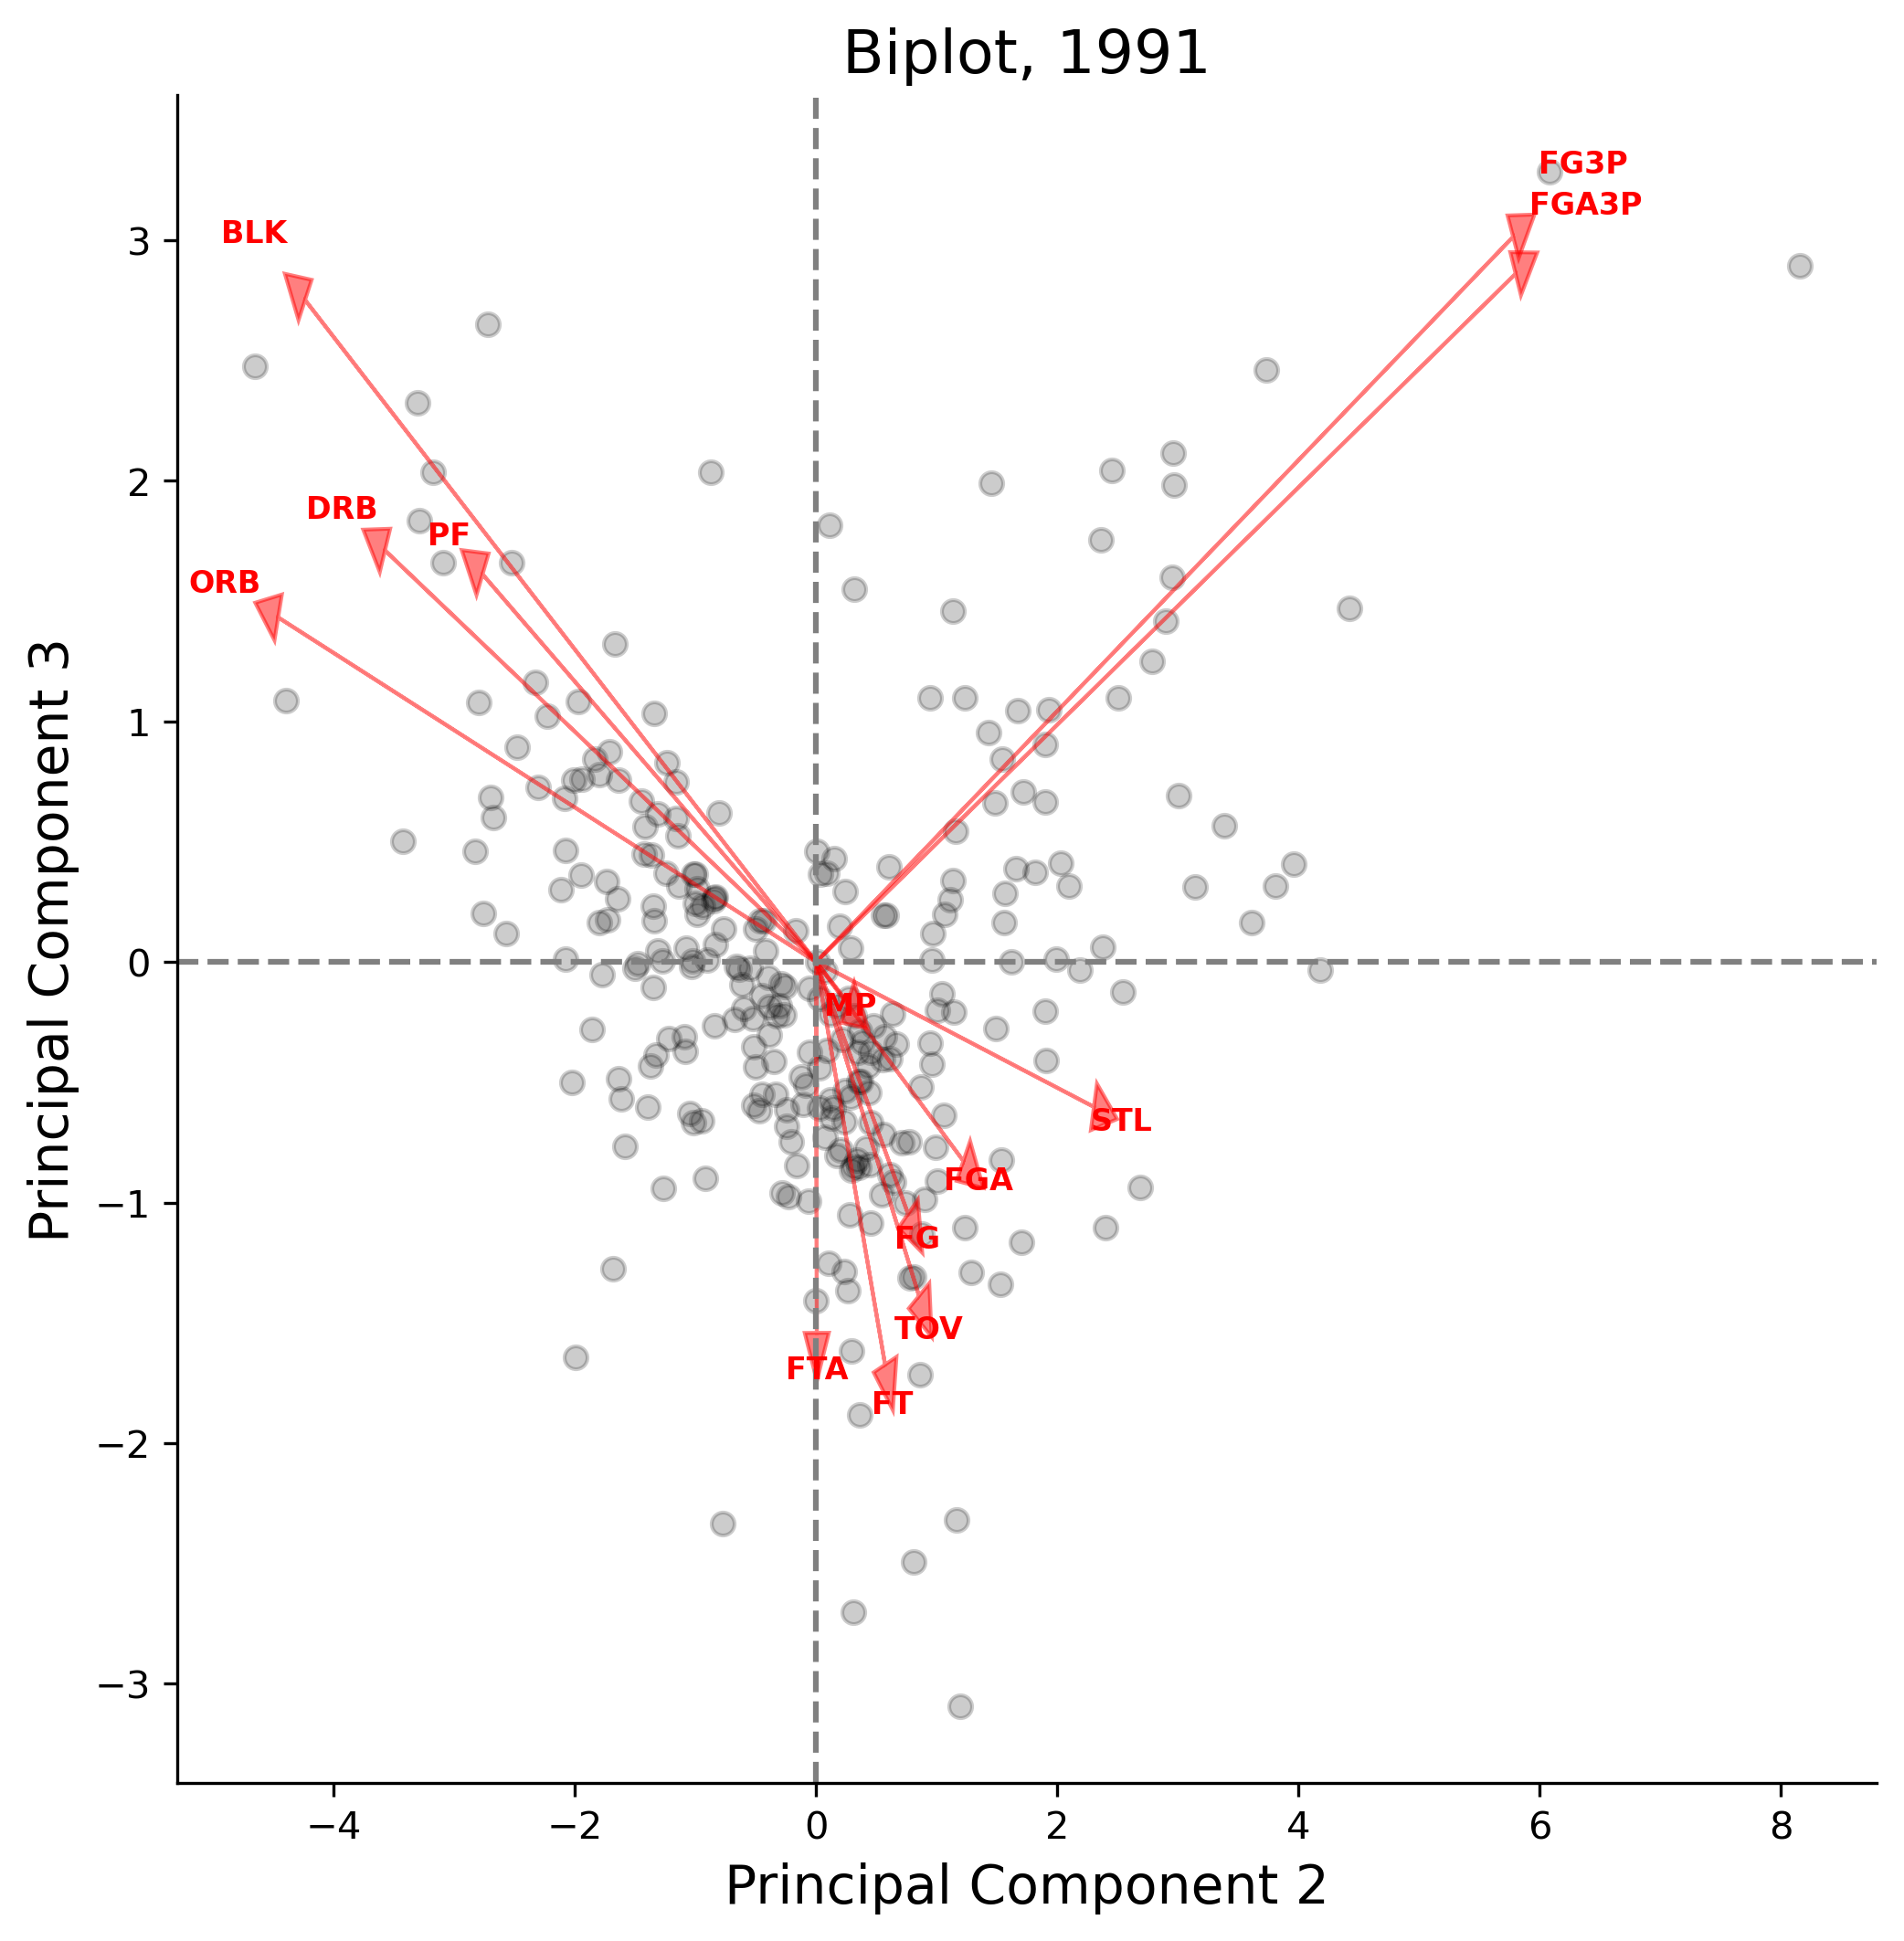 Biplot, 1991
FG3P
FGA3P
BLK
DRB
PF
ORB
MP
STL
FGA
FG
TOV
FTA
FT
Principal Component 3
3
2
1
0
−1
−2
−3
−4
−2
0
2
4
6
8
Principal Component 2